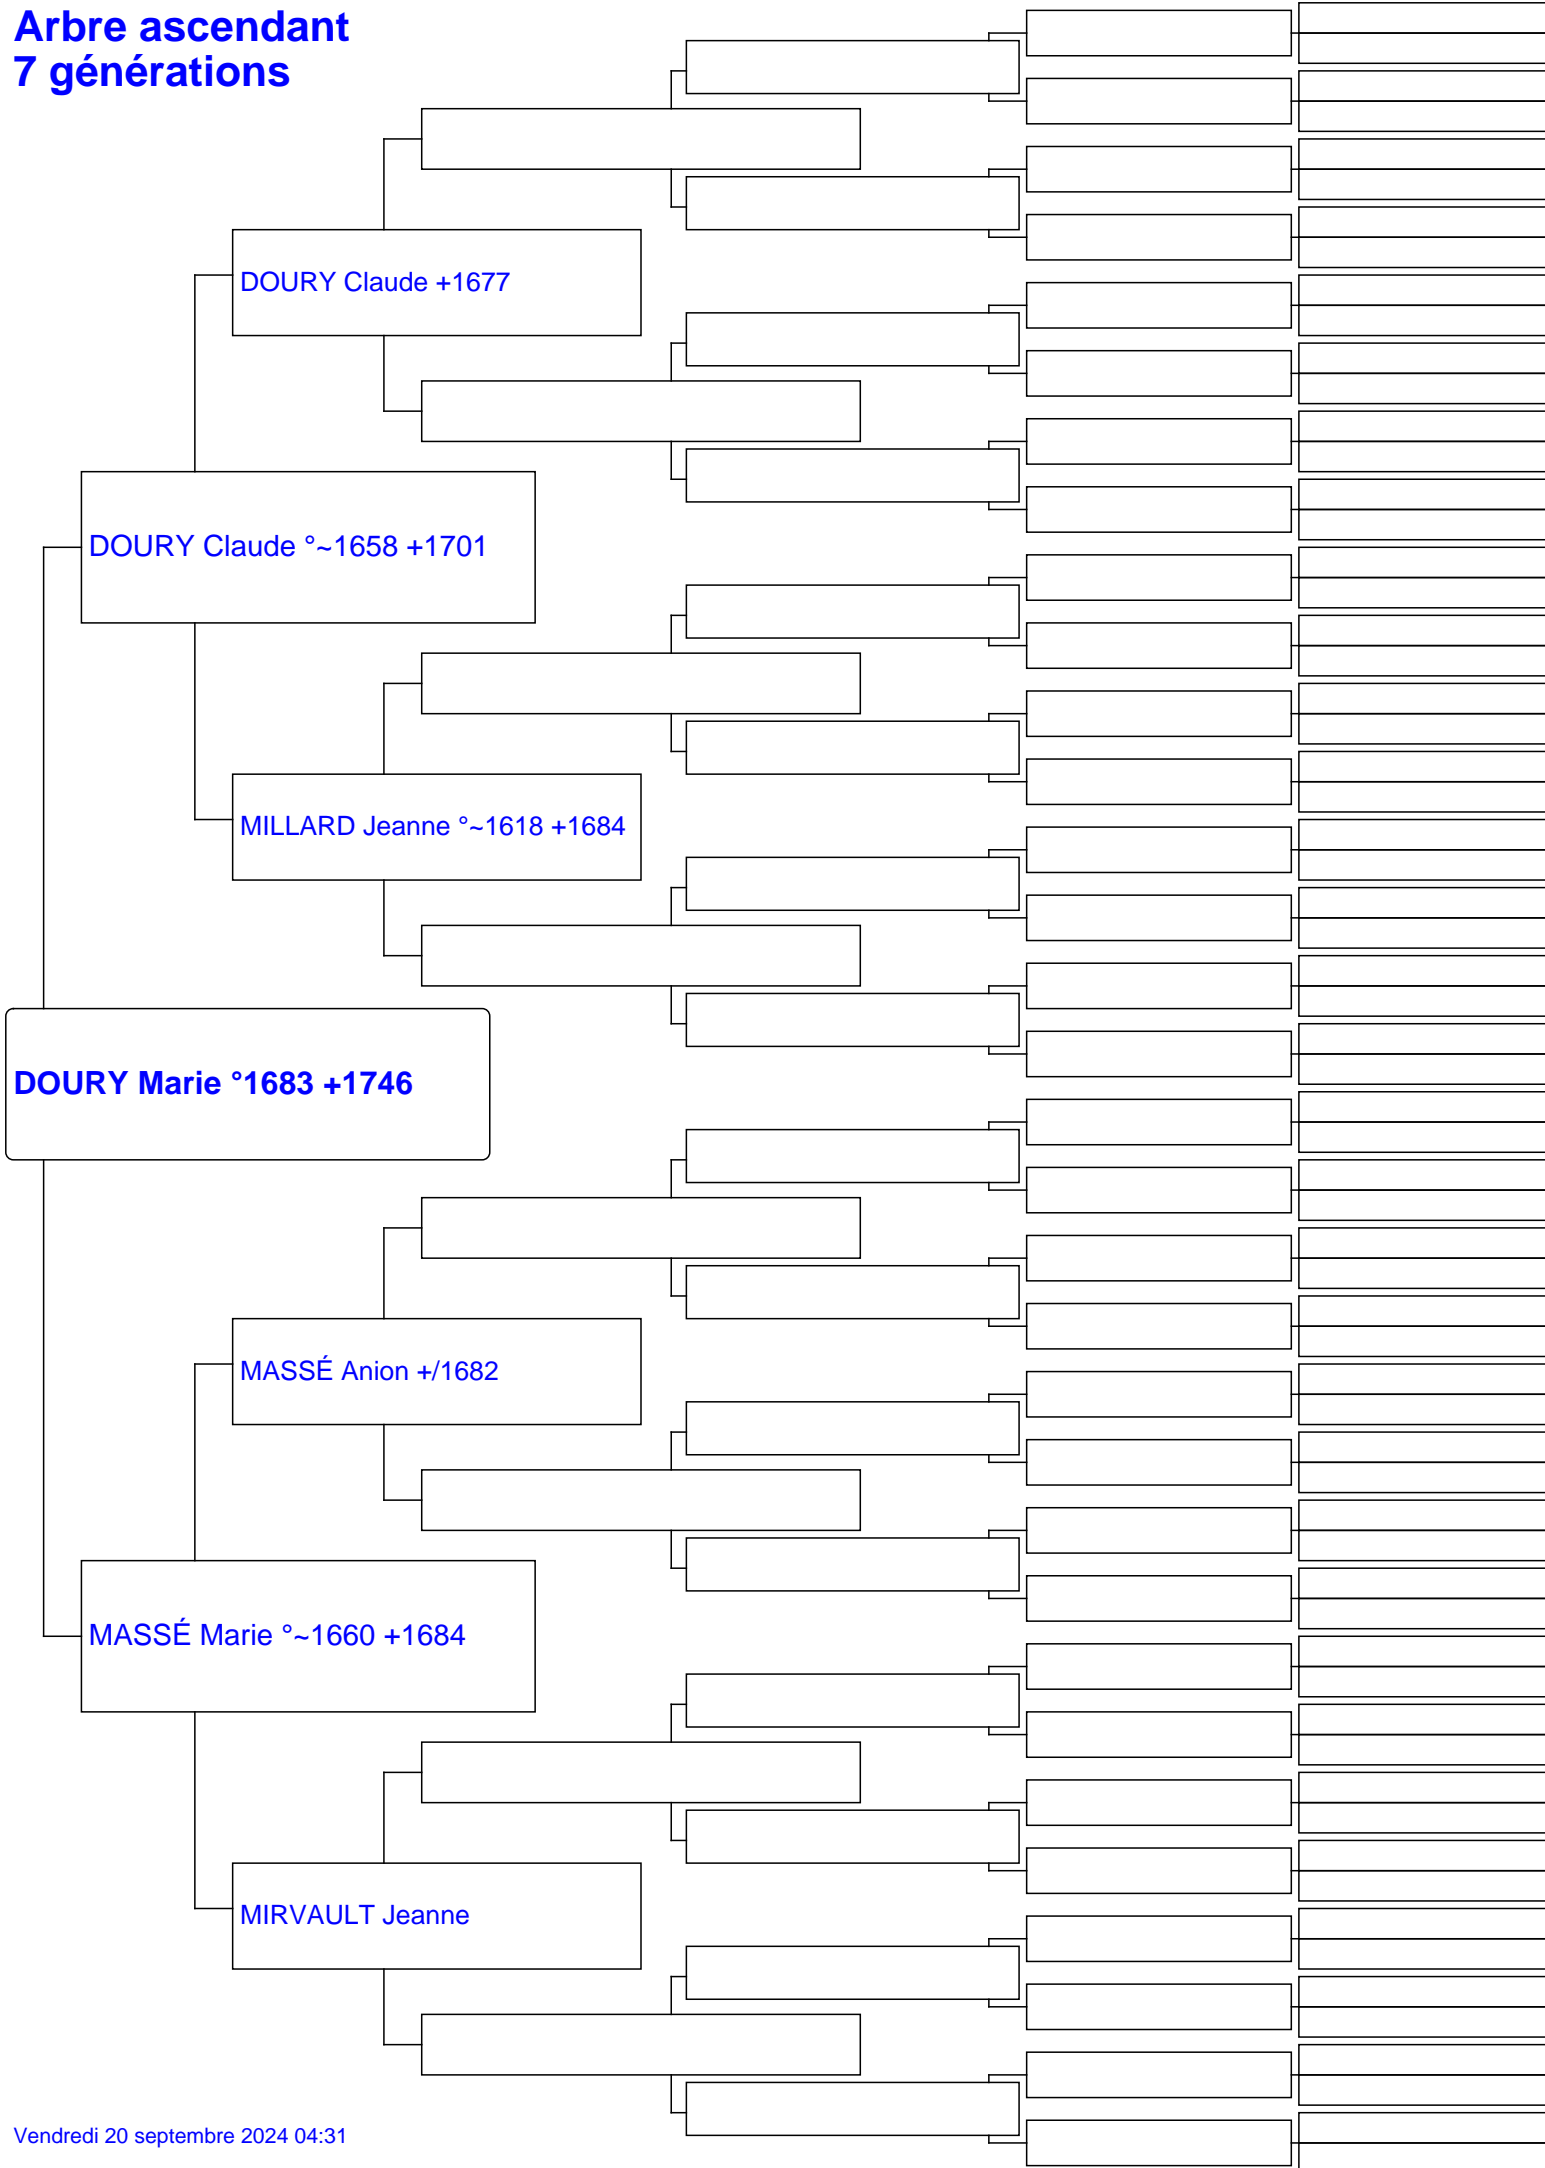 Arbre ascendant
7 générations
DOURY Claude +1677
DOURY Claude °~1658 +1701
MILLARD Jeanne °~1618 +1684
DOURY Marie °1683 +1746
MASSÉ Anion +/1682
MASSÉ Marie °~1660 +1684
MIRVAULT Jeanne
Vendredi 20 septembre 2024 04:31